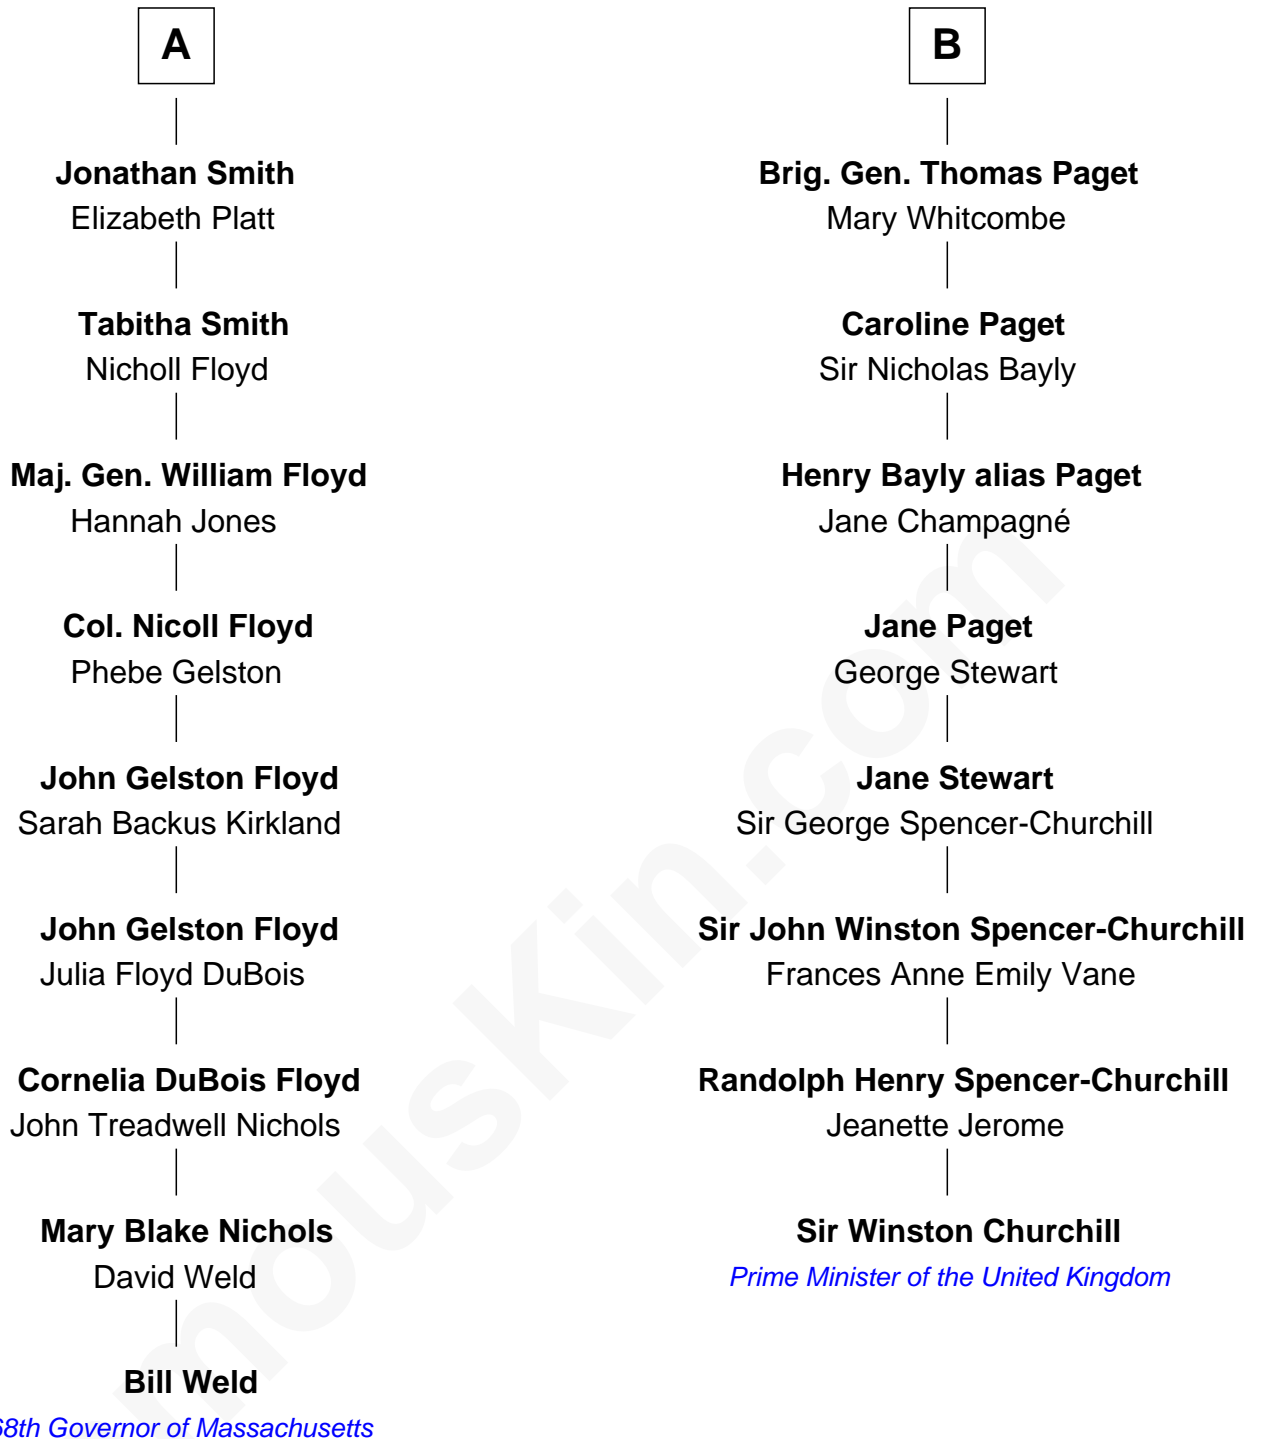 A
Jonathan Smith
Elizabeth Platt
Tabitha Smith
Nicholl Floyd
Maj. Gen. William Floyd
Hannah Jones
Col. Nicoll Floyd
Phebe Gelston
John Gelston Floyd
Sarah Backus Kirkland
John Gelston Floyd
Julia Floyd DuBois
Cornelia DuBois Floyd
John Treadwell Nichols
Mary Blake Nichols
David Weld
Bill Weld
68th Governor of Massachusetts
B
Brig. Gen. Thomas Paget
Mary Whitcombe
Caroline Paget
Sir Nicholas Bayly
Henry Bayly alias Paget
Jane Champagné
Jane Paget
George Stewart
Jane Stewart
Sir George Spencer-Churchill
Sir John Winston Spencer-Churchill
Frances Anne Emily Vane
Randolph Henry Spencer-Churchill
Jeanette Jerome
Sir Winston Churchill
Prime Minister of the United Kingdom
mousKin.com